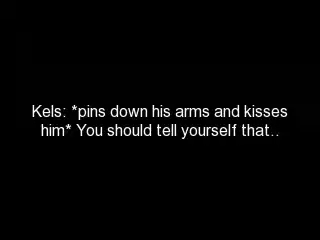 Kels: *pins down his arms and kisses
him* You should tell yourself that..